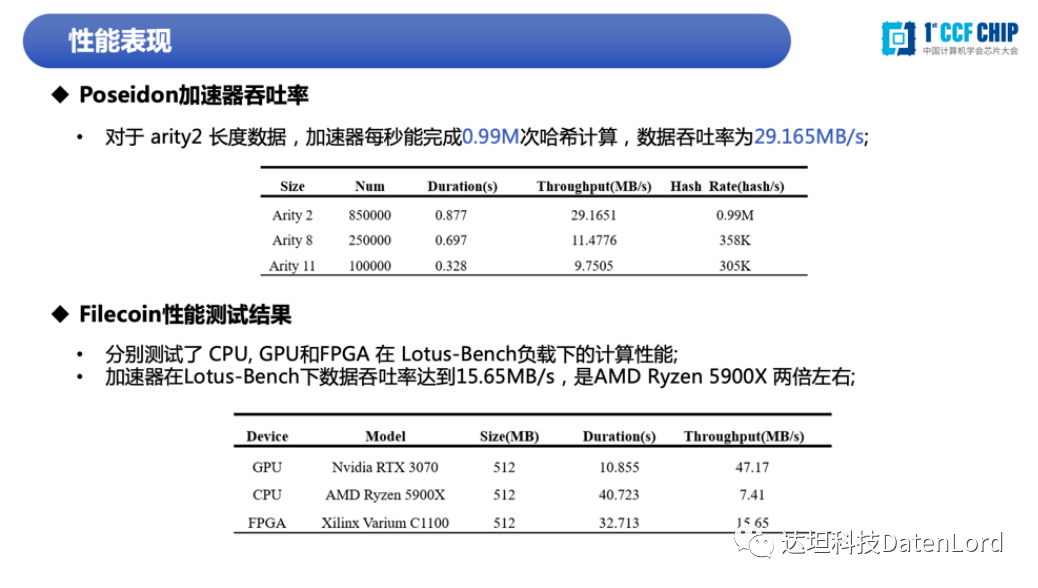 性能表现
1st CCF CHIP
中国计算机学会芯片大会
◆ Poseidon加速器吞吐率
• 对于 arity2 长度数据，加速器每秒能完成0.99M次哈希计算，数据吞吐率为29.165MB/s;
Size Num Duration(s) Throughput(MB/s) Hash Rate(hash/s)
Arity 2 850000 0.877 29.1651 0.99M
Arity 8 250000 0.697 11.4776 358K
Arity 11 100000 0.328 9.7505 305K
◆ Filecoin性能测试结果
• 分别测试了 CPU, GPU和FPGA 在 Lotus-Bench负载下的计算性能;
• 加速器在Lotus-Bench下数据吞吐率达到15.65MB/s，是AMD Ryzen 5900X 两倍左右;
Device Model Size(MB) Duration(s) Throughput(MB/s)
GPU Nvidia RTX 3070 512 10.855 47.17
CPU AMD Ryzen 5900X 512 40.723 7.41
FPGA Xilinx Varium C1100 512 32.713 15.65
达坦科技DatenLord